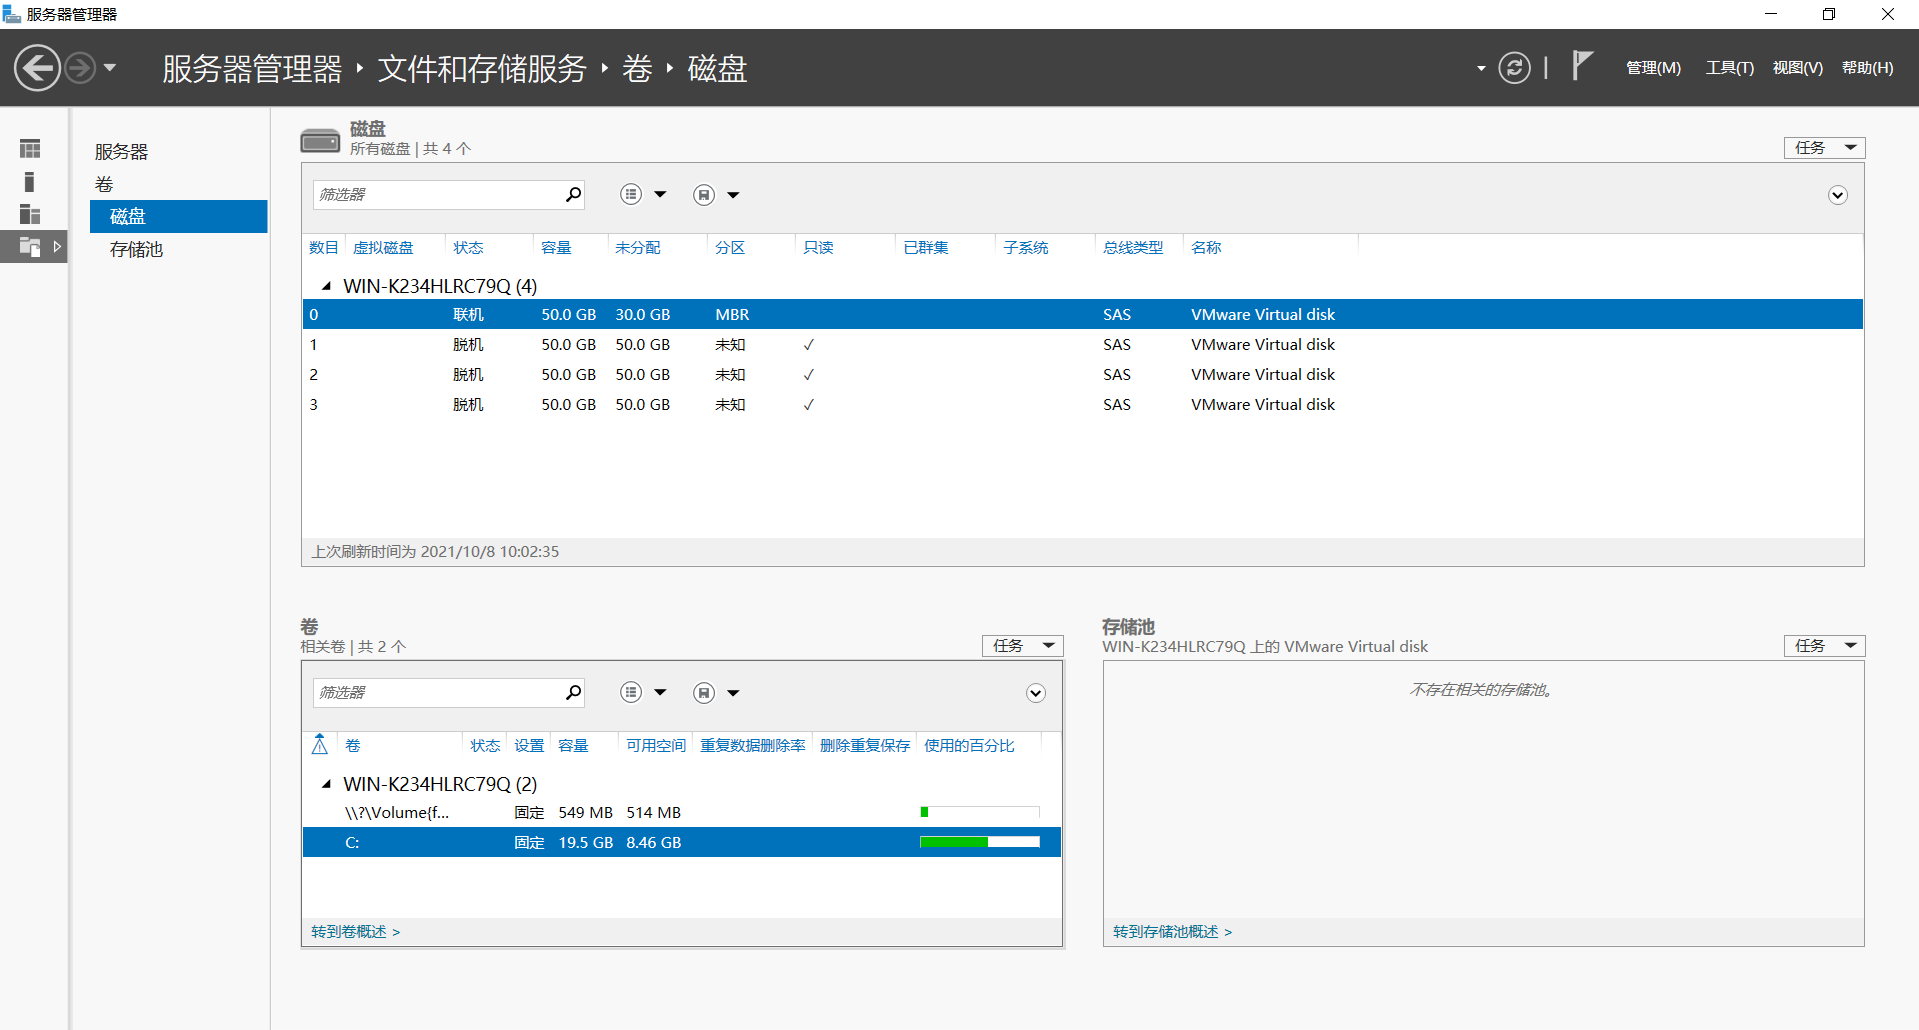 服务器管理器
服务器管理器 文件和存储服务 卷 磁盘
管理(M) 工具(T) 视图(V) 帮助(H)
服务器
卷
磁盘
存储池
磁盘
所有磁盘 | 共 4 个
任务
筛选器
数目 虚拟磁盘 状态 容量 未分配 分区 只读 已群集 子系统 总线类型 名称
WIN-K234HLRC79Q (4)
0 联机 50.0 GB 30.0 GB MBR SAS VMware Virtual disk
1 脱机 50.0 GB 50.0 GB 未知 ✓ SAS VMware Virtual disk
2 脱机 50.0 GB 50.0 GB 未知 ✓ SAS VMware Virtual disk
3 脱机 50.0 GB 50.0 GB 未知 ✓ SAS VMware Virtual disk
上次刷新时间为 2021/10/8 10:02:35
卷
相关卷 | 共 2 个
任务
筛选器
卷 状态 设置 容量 可用空间 重复数据删除率 删除重复保存 使用的百分比
WIN-K234HLRC79Q (2)
\\?\Volume{f... 固定 549 MB 514 MB
C: 固定 19.5 GB 8.46 GB
转到卷概述 >
存储池
WIN-K234HLRC79Q 上的 VMware Virtual disk
任务
不存在相关的存储池。
转到存储池概述 >